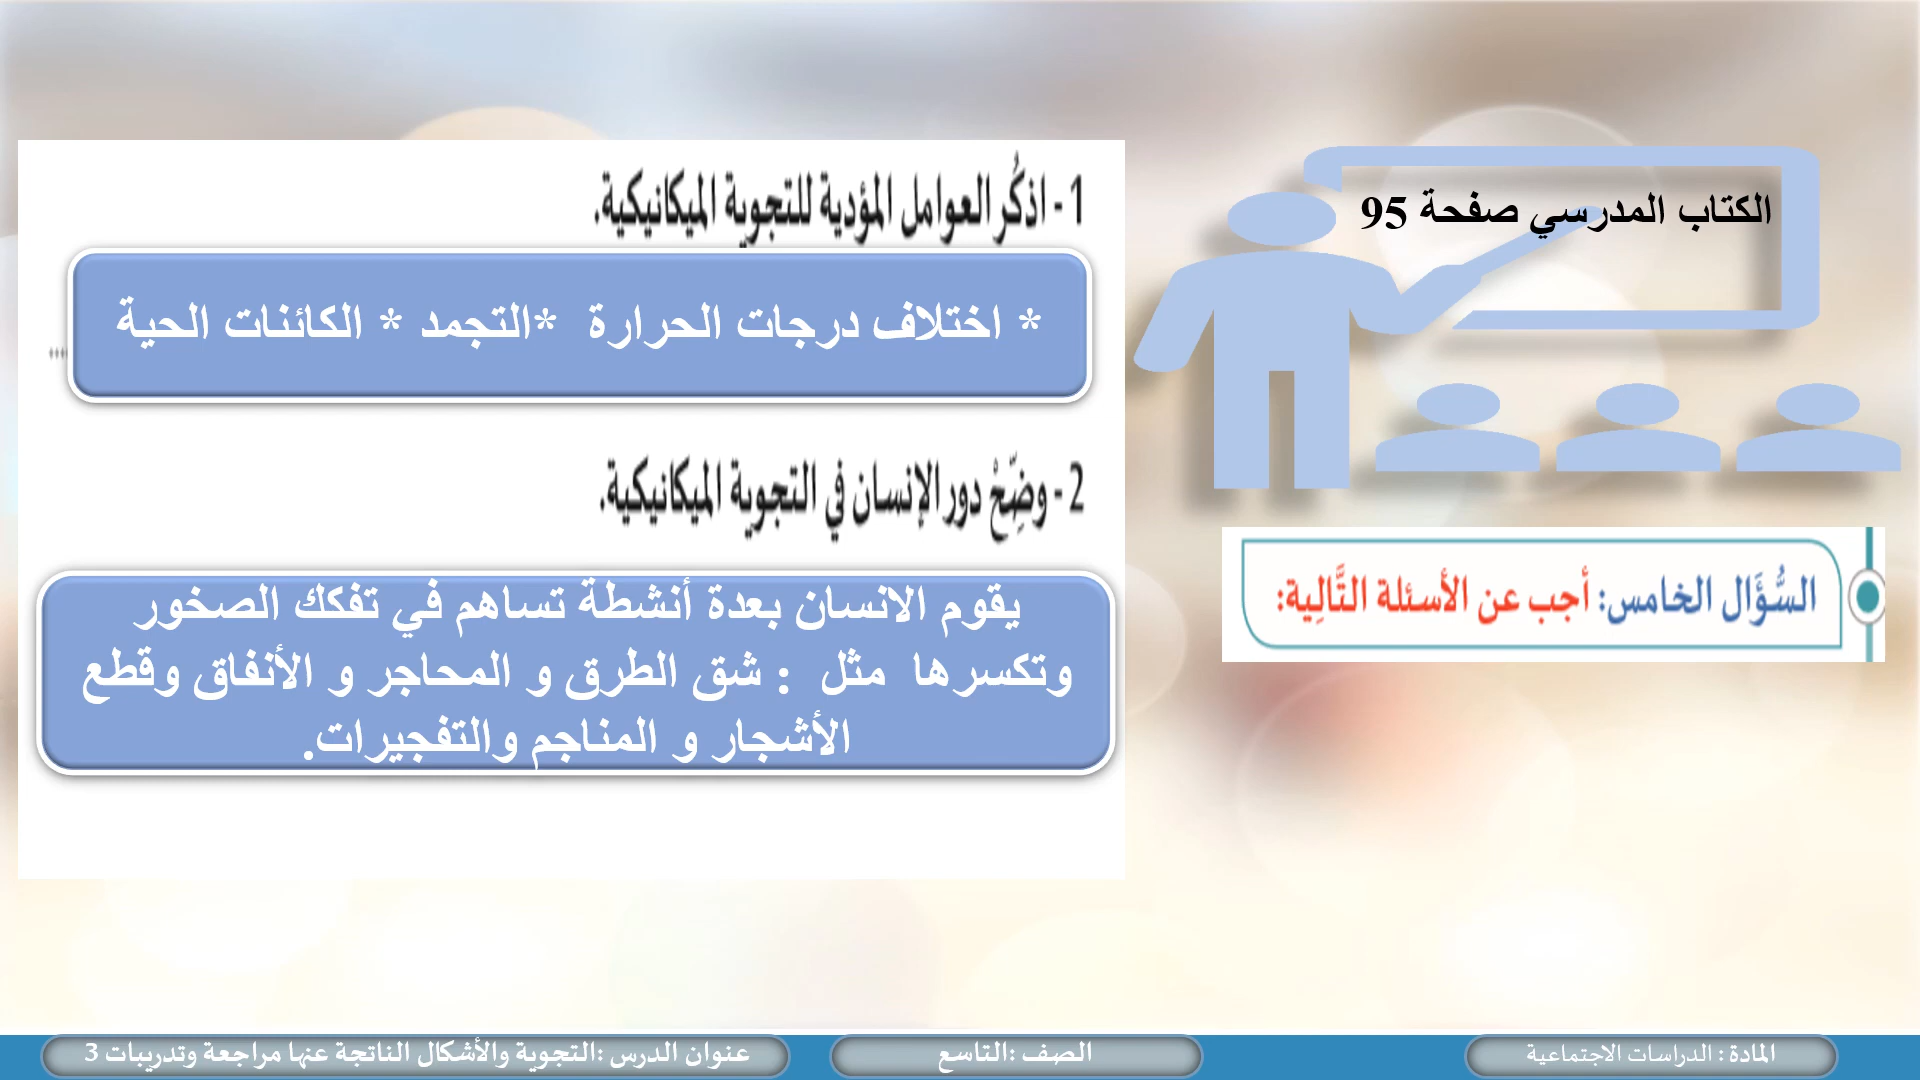 الكتاب المدرسي صفحة 95
السُّؤَال الخامس: أجب عن الأسئلة التَّالِية:
1 - اذكُر العوامل المؤدية للتجوية الميكانيكية.
* اختلاف درجات الحرارة *التجمد * الكائنات الحية
2 - وضِّحْ دور الإنسان في التجوية الميكانيكية.
يقوم الانسان بعدة أنشطة تساهم في تفكك الصخور
وتكسرها مثل : شق الطرق و المحاجر و الأنفاق وقطع
الأشجار و المناجم والتفجيرات.
المادة : الدراسات الاجتماعية
الصف :التاسع
عنوان الدرس :التجوية والأشكال الناتجة عنها مراجعة وتدريبات 3